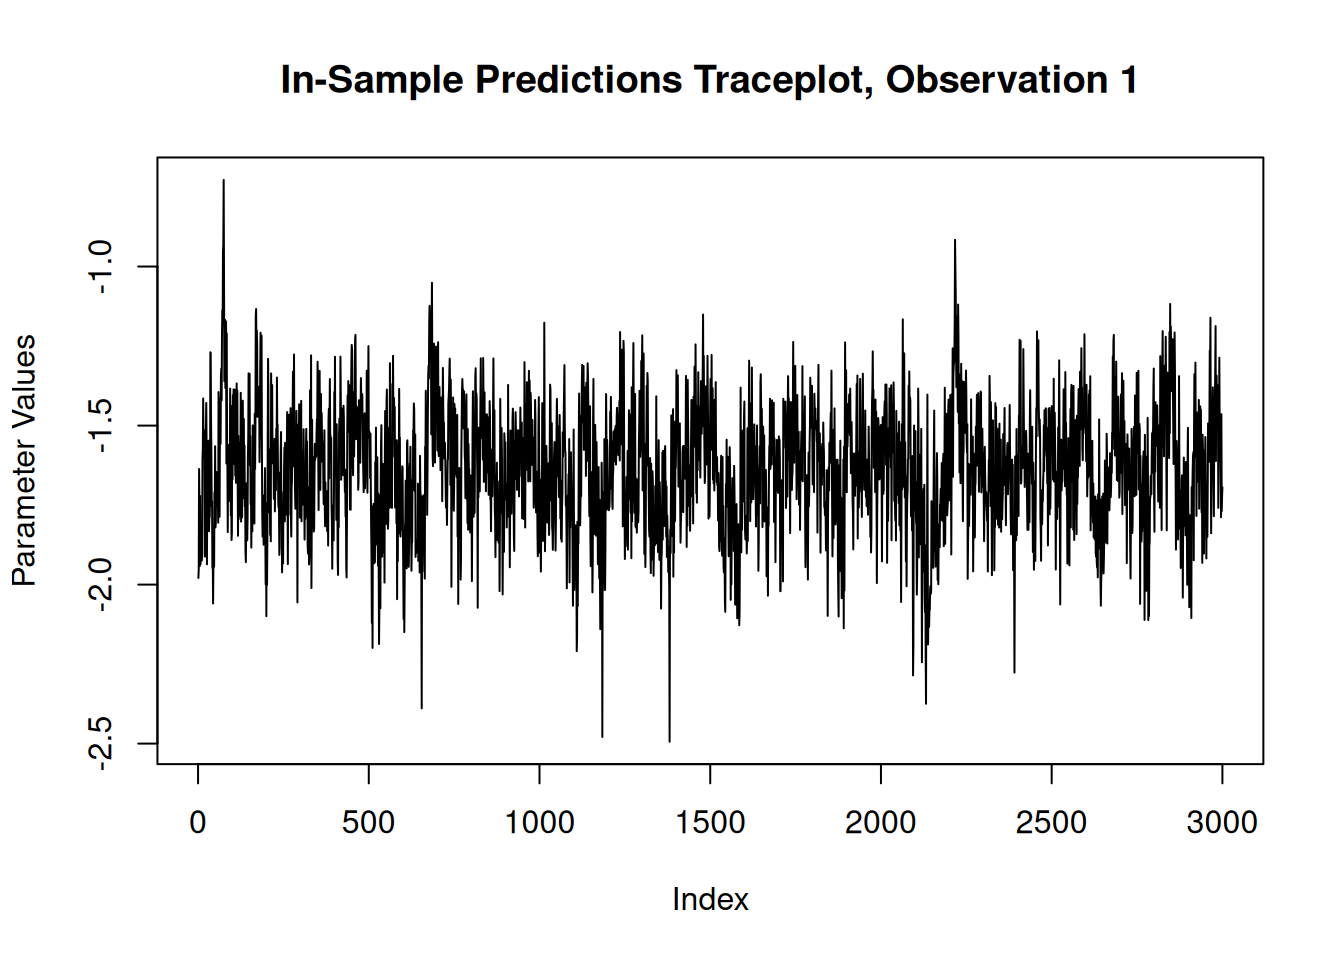 In-Sample Predictions Traceplot, Observation 1
Parameter Values
-1.0
-1.5
-2.0
-2.5
0 500 1000 1500 2000 2500 3000
Index